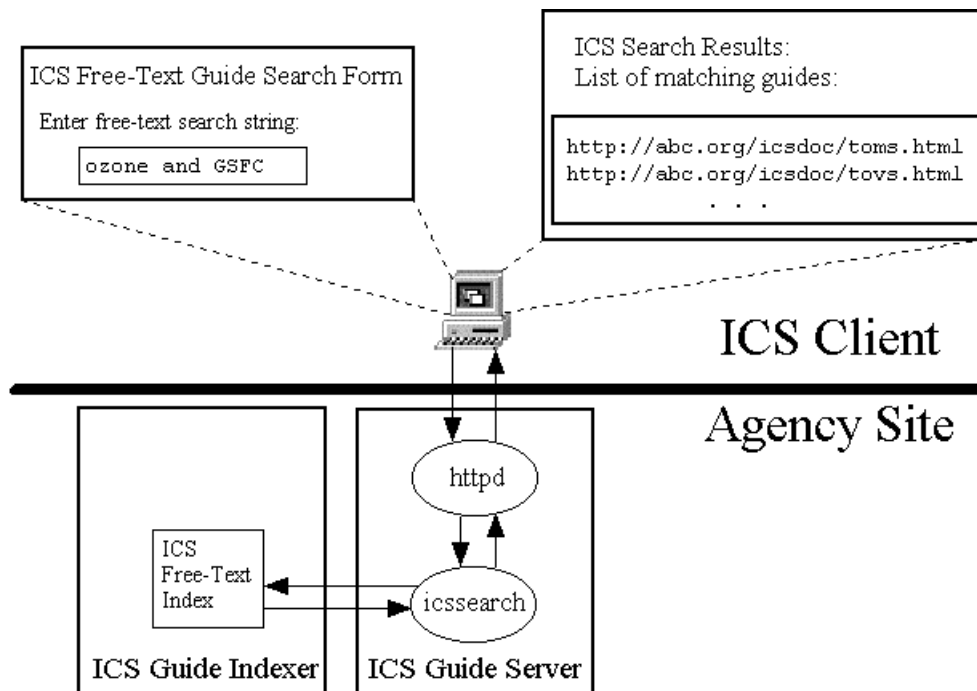 ICS Free-Text Guide Search Form
Enter free-text search string:
ozone and GSFC
ICS Search Results:
List of matching guides:
http://abc.org/icsdoc/toms.html
http://abc.org/icsdoc/tovs.html
. . .
ICS Client
Agency Site
httpd
ICS
Free-Text
Index
icssearch
ICS Guide Indexer
ICS Guide Server